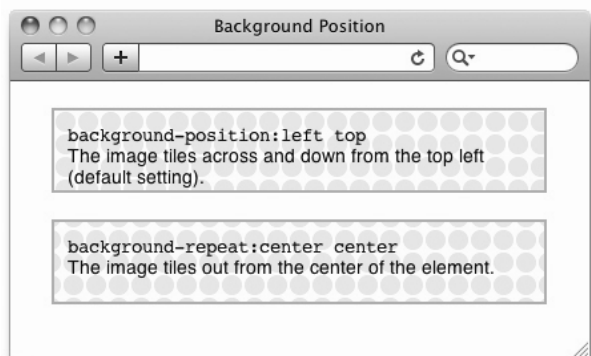 Background Position
background-position:left top
The image tiles across and down from the top left
(default setting).
background-repeat:center center
The image tiles out from the center of the element.